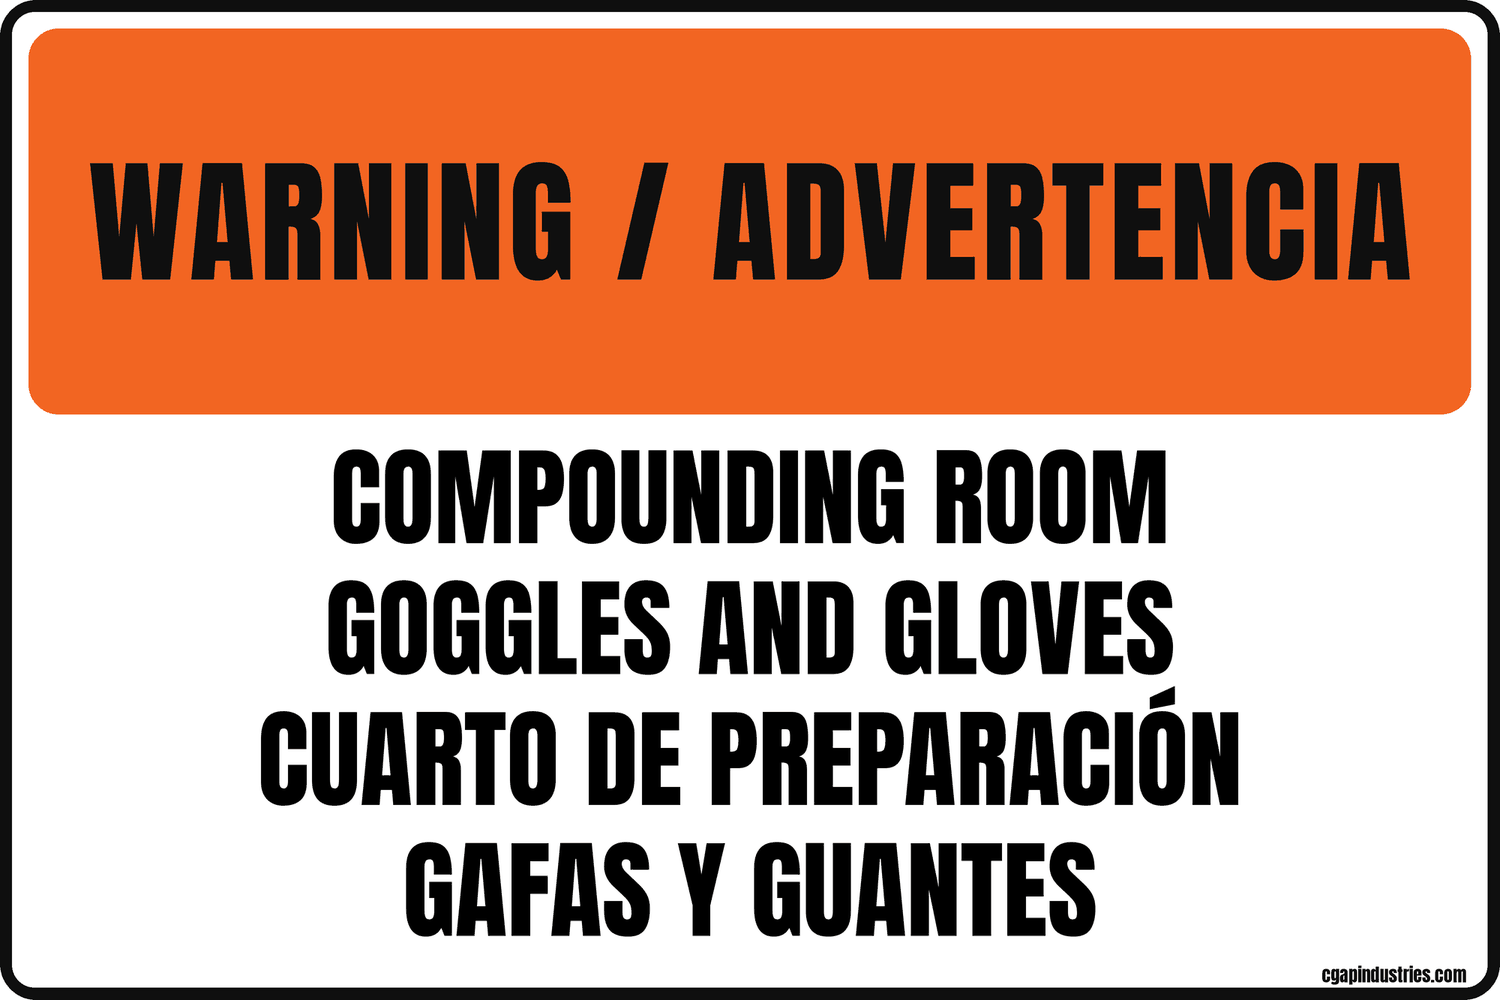 WARNING / ADVERTENCIA
COMPOUNDING ROOM
GOGGLES AND GLOVES
CUARTO DE PREPARACIÓN
GAFAS Y GUANTES
cgapindustries.com